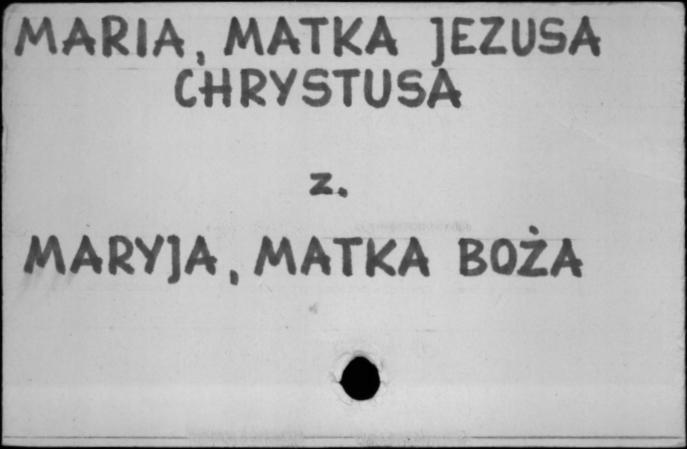 MARIA, MATKA JEZUSA
CHRYSTUSA
z.
MARYJA, MATKA BOŻA